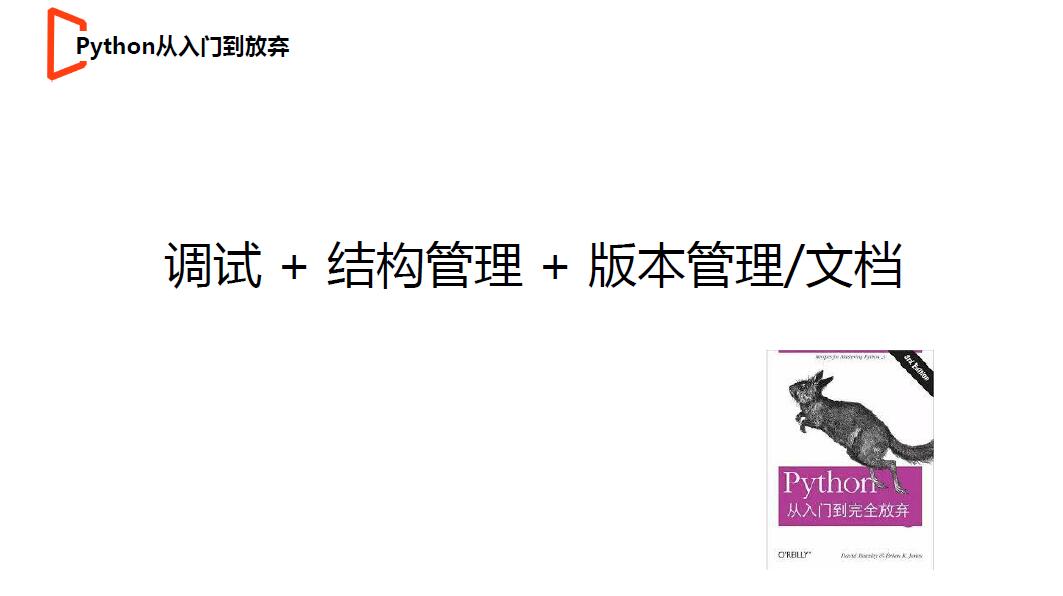 Python从入门到放弃
调试 + 结构管理 + 版本管理/文档
Recipes for Mastering Python 3
3rd Edition
Python
从入门到完全放弃
O'REILLY
David Beazley & Brian K. Jones